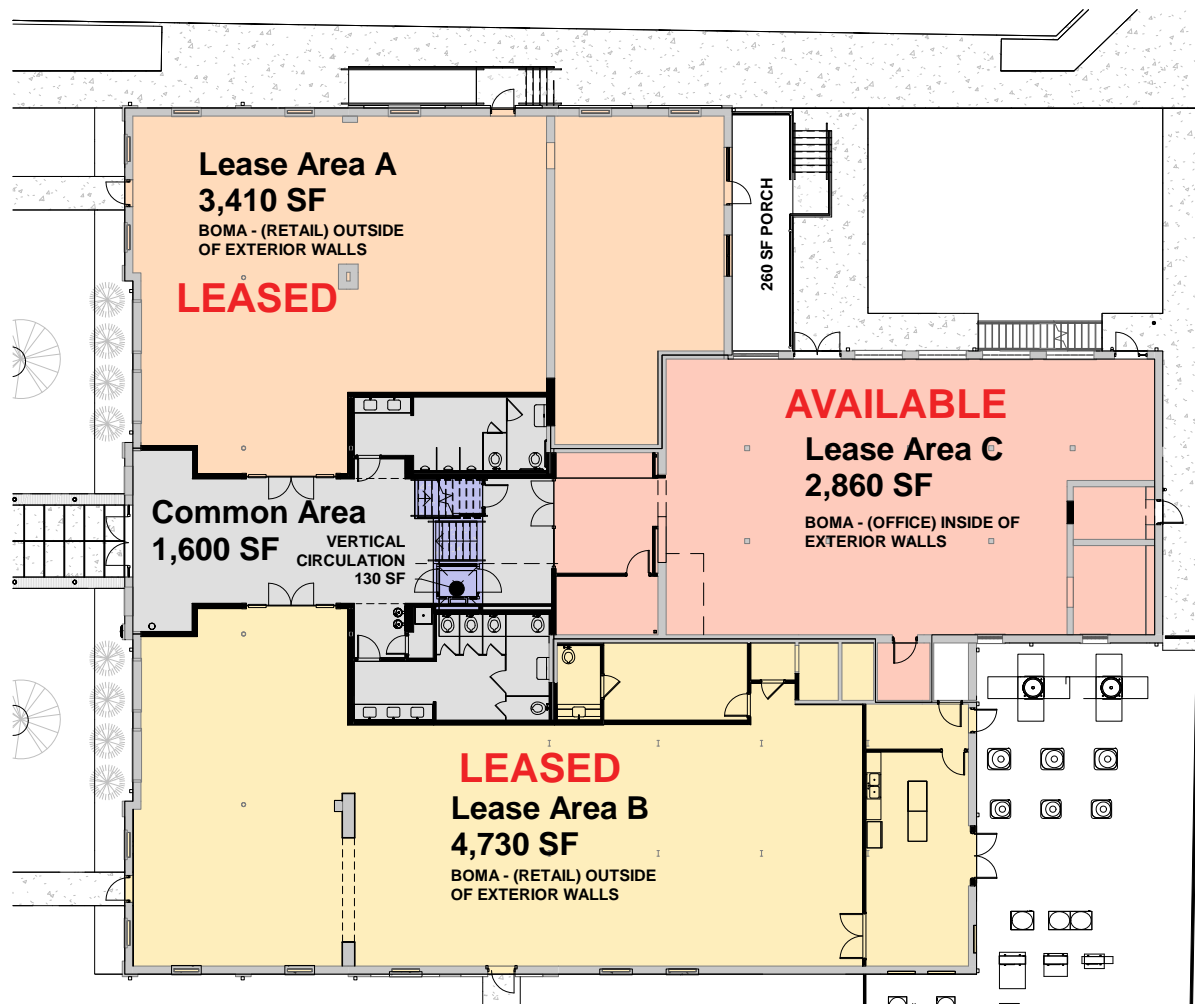 Lease Area A
3,410 SF
BOMA - (RETAIL) OUTSIDE
OF EXTERIOR WALLS
LEASED
260 SF PORCH
AVAILABLE
Lease Area C
2,860 SF
BOMA - (OFFICE) INSIDE OF
EXTERIOR WALLS
Common Area
1,600 SF
VERTICAL
CIRCULATION
130 SF
LEASED
Lease Area B
4,730 SF
BOMA - (RETAIL) OUTSIDE
OF EXTERIOR WALLS